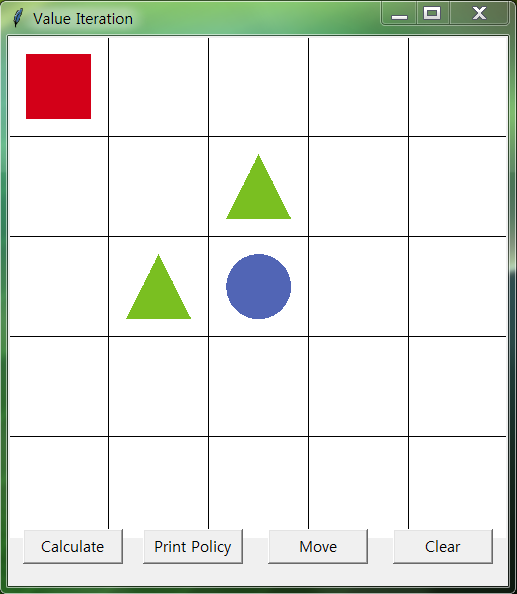 Value Iteration
Calculate
Print Policy
Move
Clear